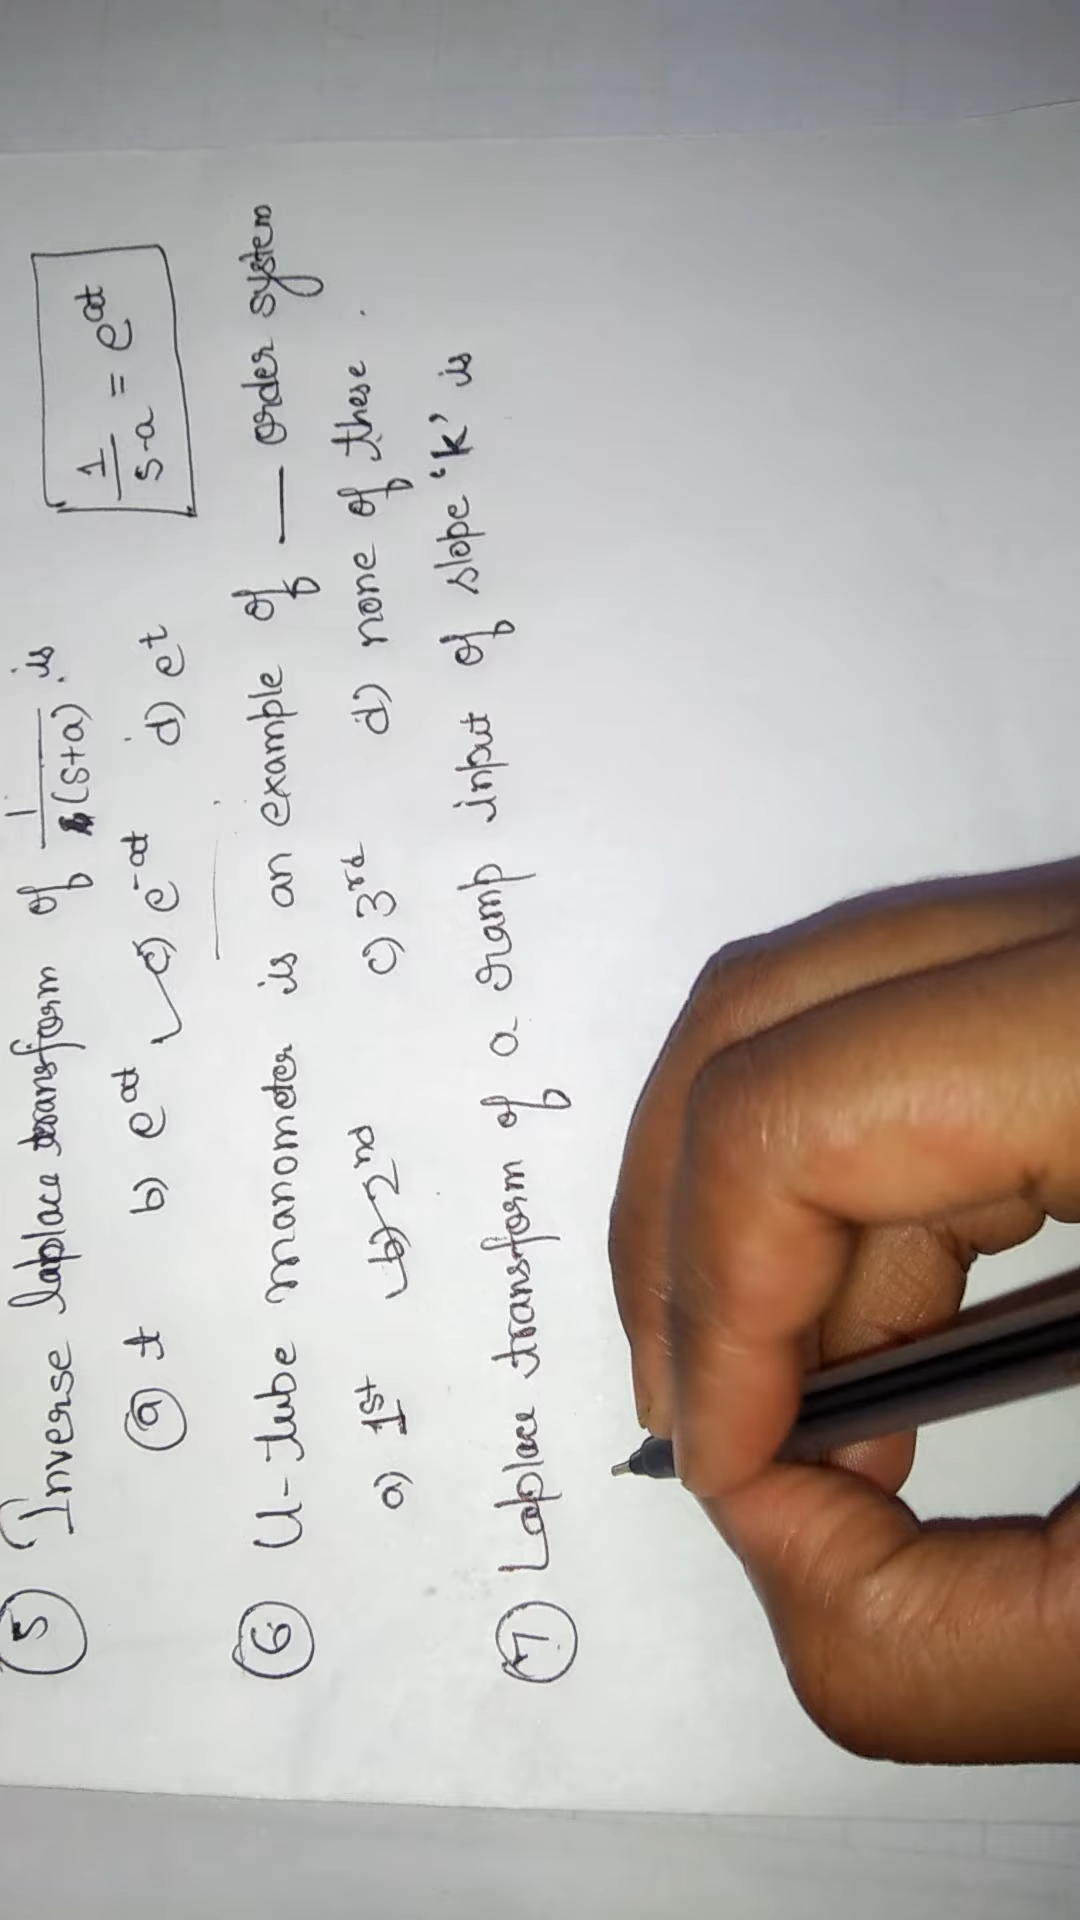 5 Inverse laplace transform of 1/(s+a) is
a t b) e^at c) e^-at d) e^t
1/s-a = e^at
6 U-tube manometer is an example of — order system
a) 1st b) 2nd c) 3rd d) none of these.
7 Laplace transform of a ramp input of slope 'k' is